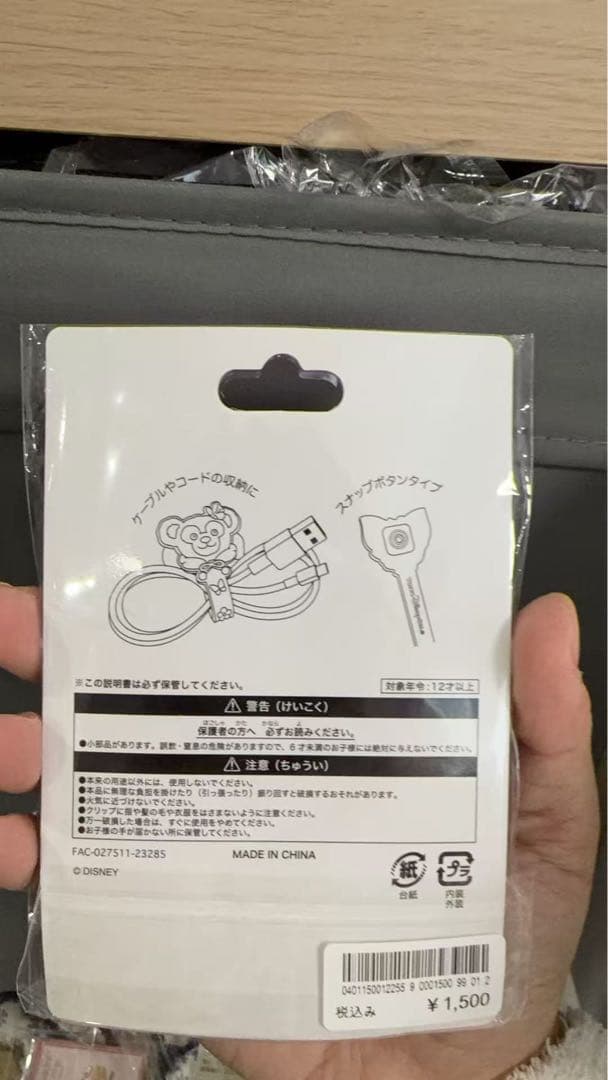 ケーブルやコードの収納に
スナップボタンタイプ
※この説明書は必ず保管してください。
対象年令:12才以上
警告（けいこく）
ほごしゃ かた かなら よ
保護者の方へ 必ずお読みください。
●小部品があります。誤飲・窒息の危険がありますので、6才未満のお子様には絶対に与えないでください。
注意（ちゅうい）
●本来の用途以外には、使用しないでください。
●本品に無理な負担を掛けたり（引っ張ったり）振り回すと破損するおそれがあります。
●火気に近づけないでください。
●クリップに指や髪の毛や衣服をはさまないように注意ください。
●万一破損した場合は、すぐに使用をやめてください。
●お子様の手が届かない所に保管してください。
FAC-027511-23285
MADE IN CHINA
© DISNEY
紙
台紙
プラ
内装
外装
0401150012255 9 0001500 99 01 2
税込み
¥1,500